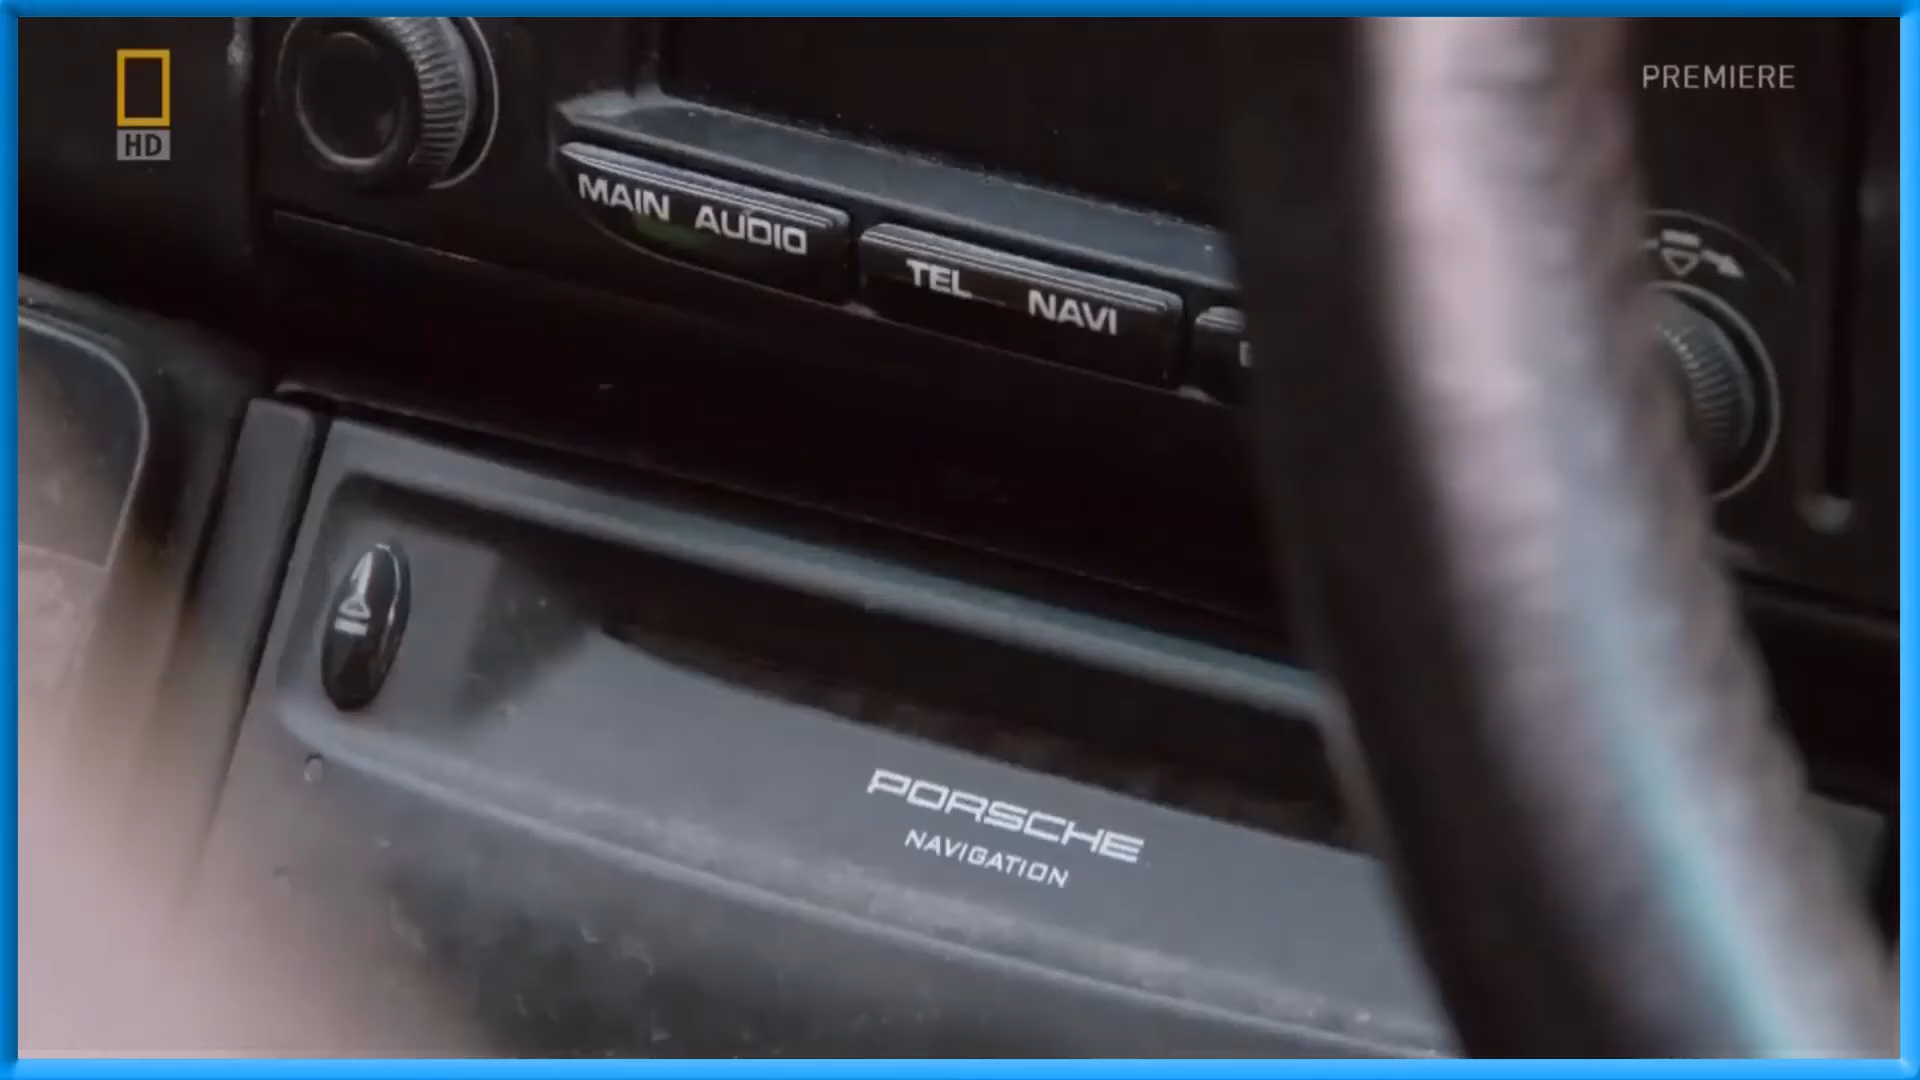 HD
PREMIERE
MAIN AUDIO
TEL NAVI
PORSCHE
NAVIGATION